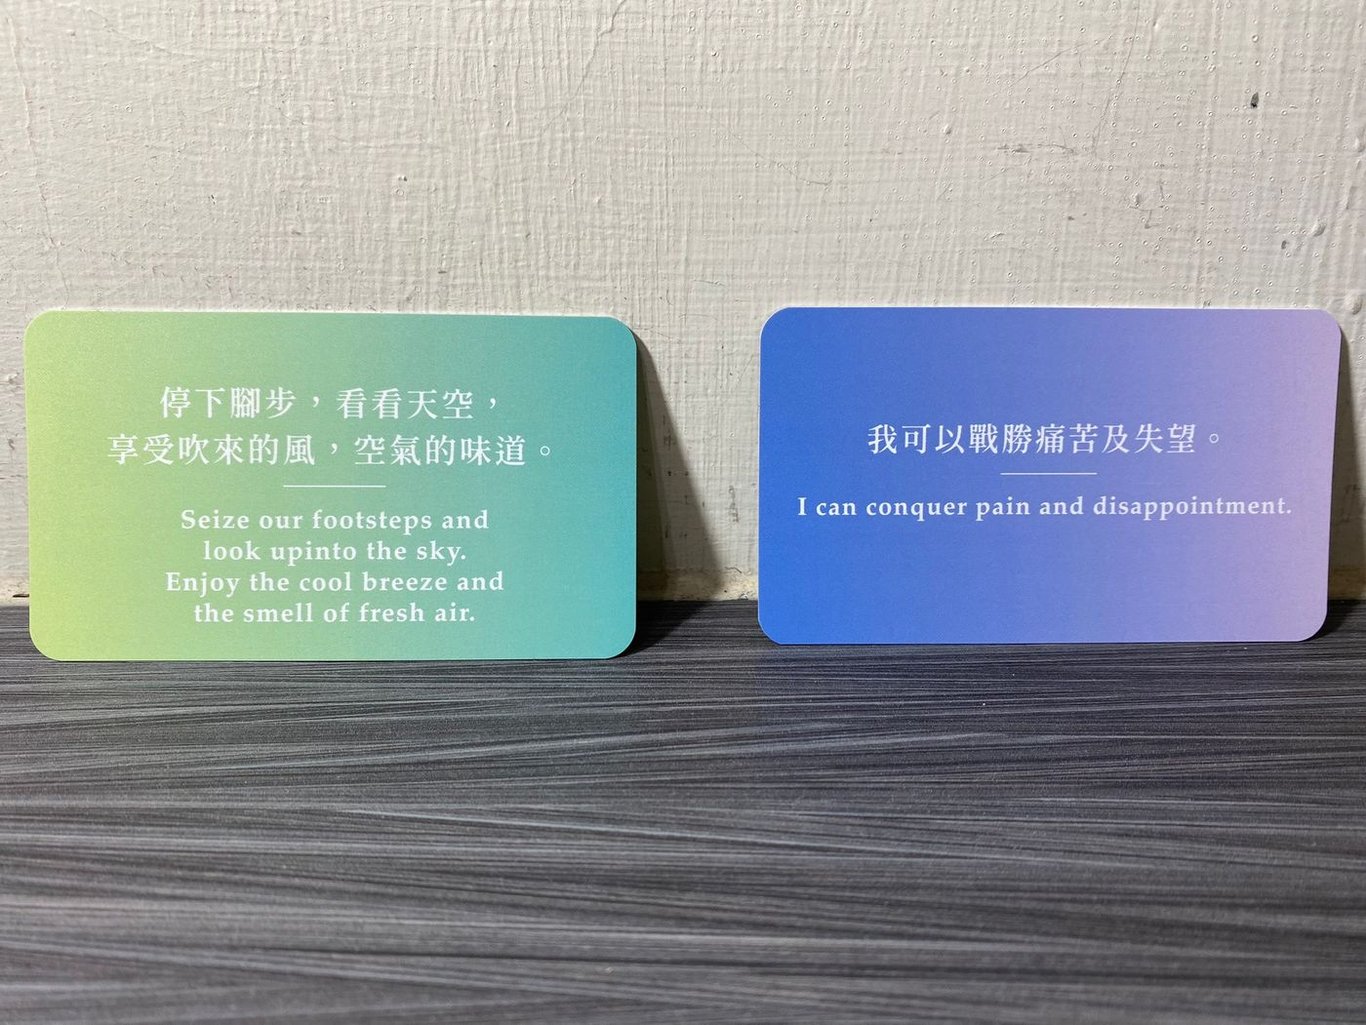 停下腳步，看看天空，
享受吹來的風，空氣的味道。
Seize our footsteps and
look upinto the sky.
Enjoy the cool breeze and
the smell of fresh air.
我可以戰勝痛苦及失望。
I can conquer pain and disappointment.